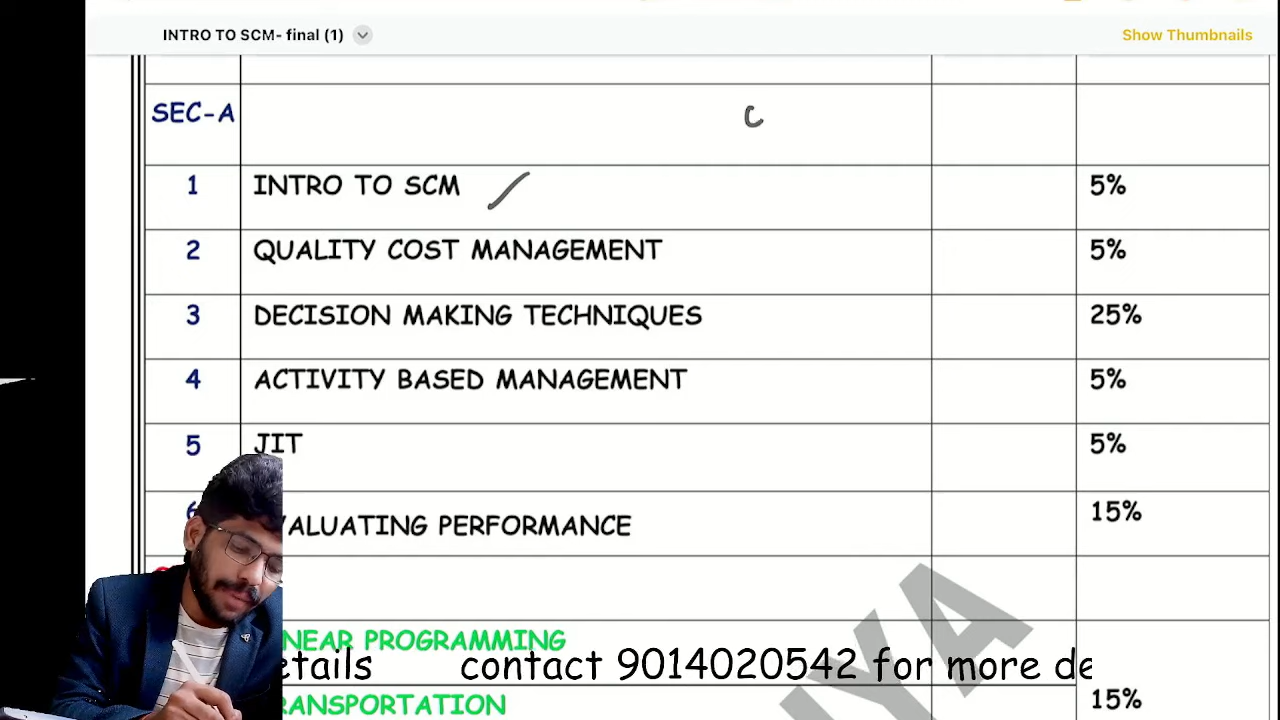 INTRO TO SCM- final (1)
Show Thumbnails
SEC-A C
1 INTRO TO SCM 5%
2 QUALITY COST MANAGEMENT 5%
3 DECISION MAKING TECHNIQUES 25%
4 ACTIVITY BASED MANAGEMENT 5%
5 JIT 5%
6 VALUATING PERFORMANCE 15%
NEAR PROGRAMMING
etails contact 9014020542 for more de
RANSPORTATION 15%
YA